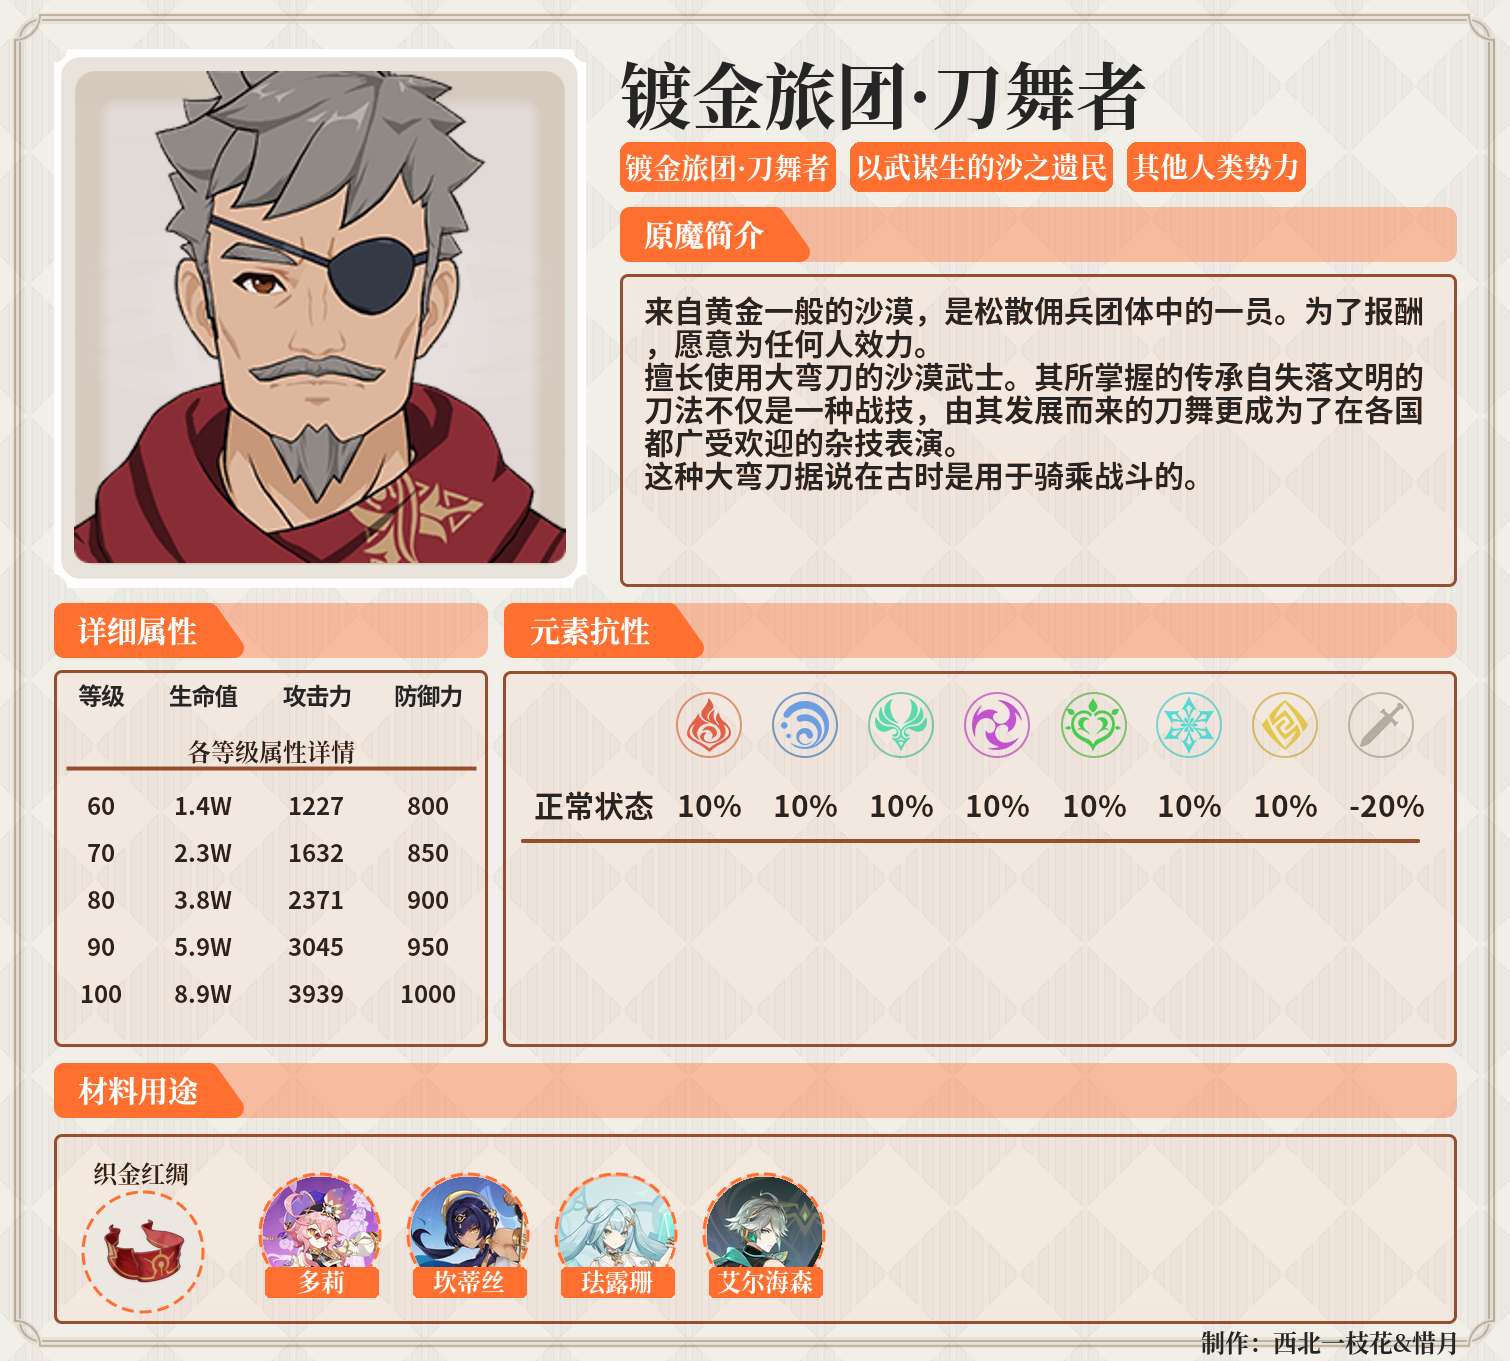 镀金旅团·刀舞者
镀金旅团·刀舞者 以武谋生的沙之遗民 其他人类势力
原魔简介
来自黄金一般的沙漠，是松散佣兵团体中的一员。为了报酬
，愿意为任何人效力。
擅长使用大弯刀的沙漠武士。其所掌握的传承自失落文明的
刀法不仅是一种战技，由其发展而来的刀舞更成为了在各国
都广受欢迎的杂技表演。
这种大弯刀据说在古时是用于骑乘战斗的。
详细属性
等级 生命值 攻击力 防御力
各等级属性详情
60 1.4W 1227 800
70 2.3W 1632 850
80 3.8W 2371 900
90 5.9W 3045 950
100 8.9W 3939 1000
元素抗性
正常状态 10% 10% 10% 10% 10% 10% 10% -20%
材料用途
织金红绸
多莉 坎蒂丝 珐露珊 艾尔海森
制作：西北一枝花&惜月